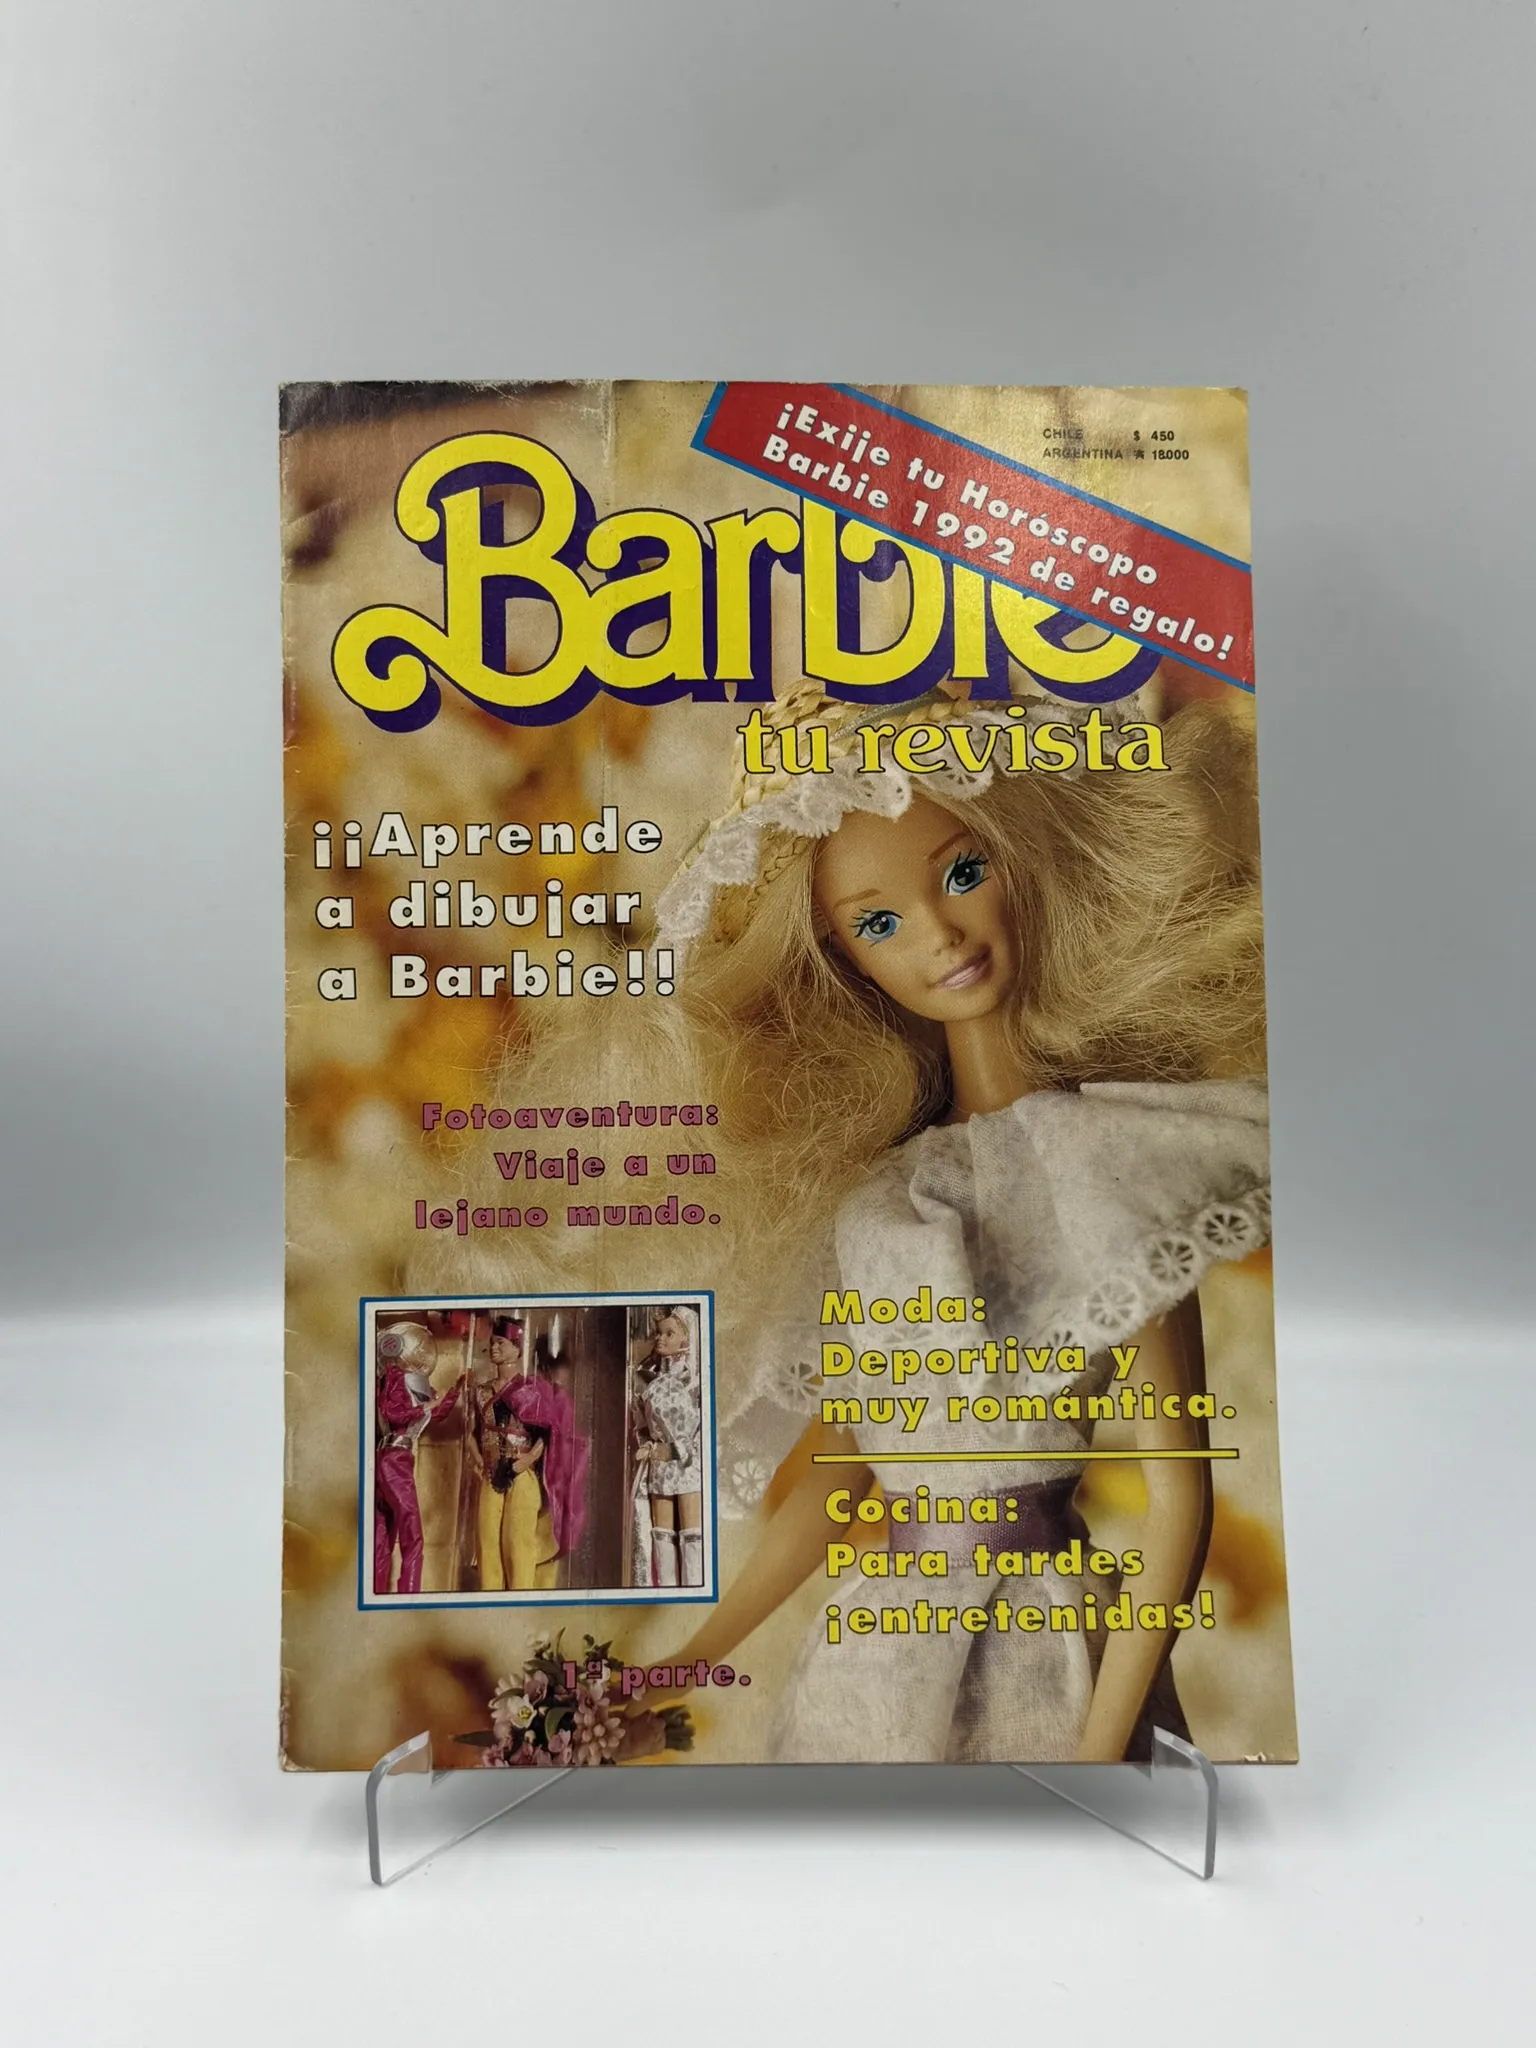 ¡Exije tu Horóscopo
Barbie 1992 de regalo!
CHILE $ 450
ARGENTINA ₳ 18000
Barbie
tu revista
¡¡Aprende
a dibujar
a Barbie!!
Fotoaventura:
Viaje a un
lejano mundo.
1ª parte.
Moda:
Deportiva y
muy romántica.
Cocina:
Para tardes
¡entretenidas!